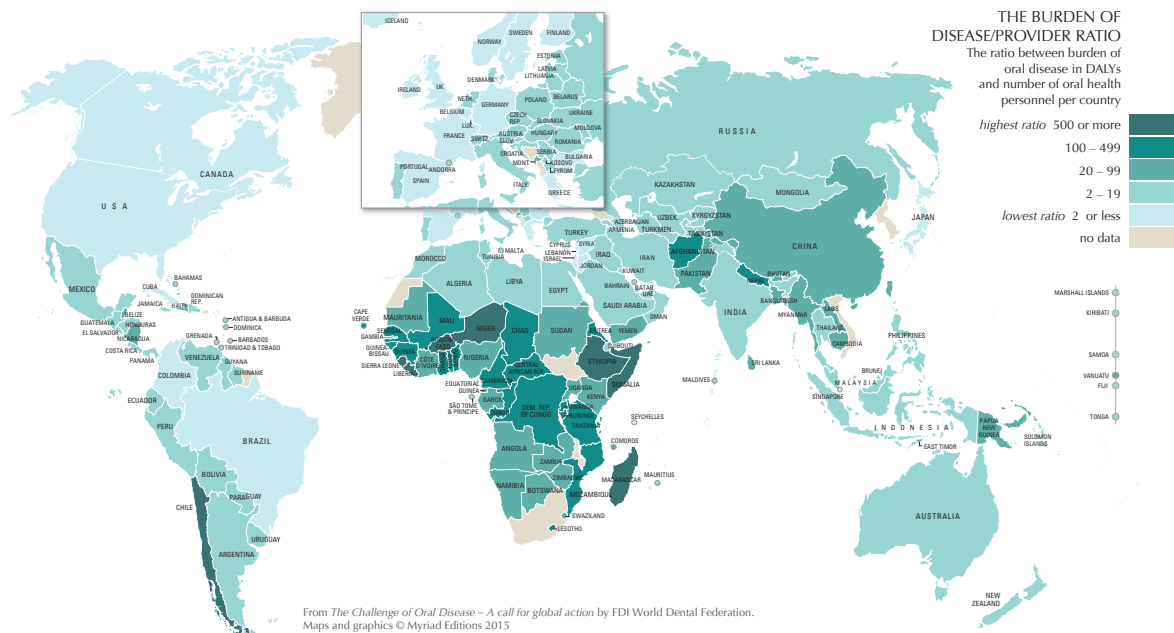 THE BURDEN OF
DISEASE/PROVIDER RATIO
The ratio between burden of
oral disease in DALYs
and number of oral health
personnel per country
highest ratio 500 or more
100 – 499
20 – 99
2 – 19
lowest ratio 2 or less
no data
ICELAND
NORWAY
SWEDEN
FINLAND
ESTONIA
LATVIA
LITHUANIA
DENMARK
IRELAND
UK
NETH.
BELGIUM
GERMANY
POLAND
BELARUS
LUX.
CZECH
REP.
UKRAINE
SLOVAKIA
MOLDOVA
FRANCE
SWITZ.
AUSTRIA
HUNGARY
SLOV.
ROMANIA
CROATIA
SERBIA
BULGARIA
PORTUGAL
ANDORRA
MONT.
KOSOVO
FYROM
SPAIN
ITALY
GREECE
CANADA
USA
MEXICO
BAHAMAS
CUBA
DOMINICAN
REP.
JAMAICA
HAITI
BELIZE
GUATEMALA
HONDURAS
EL SALVADOR
NICARAGUA
COSTA RICA
PANAMA
ANTIGUA & BARBUDA
DOMINICA
GRENADA
BARBADOS
TRINIDAD & TOBAGO
VENEZUELA
GUYANA
SURINAME
COLOMBIA
ECUADOR
PERU
BRAZIL
BOLIVIA
PARAGUAY
CHILE
URUGUAY
ARGENTINA
RUSSIA
KAZAKHSTAN
MONGOLIA
AZERBAIJAN
ARMENIA
UZBEK.
KYRGYZSTAN
TURKMEN.
TAJIKISTAN
TURKEY
CYPRUS
SYRIA
LEBANON
ISRAEL
IRAQ
IRAN
AFGHANISTAN
CHINA
JAPAN
JORDAN
KUWAIT
PAKISTAN
NEPAL
BHUTAN
BAHRAIN
QATAR
UAE
SAUDI ARABIA
OMAN
YEMEN
INDIA
BANGLADESH
MYANMAR
LAOS
THAILAND
CAMBODIA
PHILIPPINES
SRI LANKA
MALDIVES
BRUNEI
MALAYSIA
SINGAPORE
INDONESIA
EAST TIMOR
PAPUA
NEW
GUINEA
SOLOMON
ISLANDS
AUSTRALIA
NEW
ZEALAND
MARSHALL ISLANDS
KIRIBATI
SAMOA
VANUATU
FIJI
TONGA
MOROCCO
TUNISIA
MALTA
ALGERIA
LIBYA
EGYPT
CAPE
VERDE
MAURITANIA
MALI
NIGER
CHAD
SUDAN
ERITREA
DJIBOUTI
SENEGAL
GAMBIA
GUINEA-
BISSAU
GUINEA
SIERRA LEONE
LIBERIA
CÔTE
D'IVOIRE
BURKINA
FASO
NIGERIA
CENTRAL
AFRICAN REP.
ETHIOPIA
SOMALIA
CAMEROON
EQUATORIAL
GUINEA
SÃO TOME
& PRINCIPE
GABON
CONGO
DEM. REP.
OF CONGO
UGANDA
KENYA
RWANDA
BURUNDI
TANZANIA
SEYCHELLES
COMOROS
ANGOLA
ZAMBIA
ZIMBABWE
MOZAMBIQUE
MADAGASCAR
MAURITIUS
NAMIBIA
BOTSWANA
SWAZILAND
LESOTHO
From The Challenge of Oral Disease – A call for global action by FDI World Dental Federation.
Maps and graphics © Myriad Editions 2015